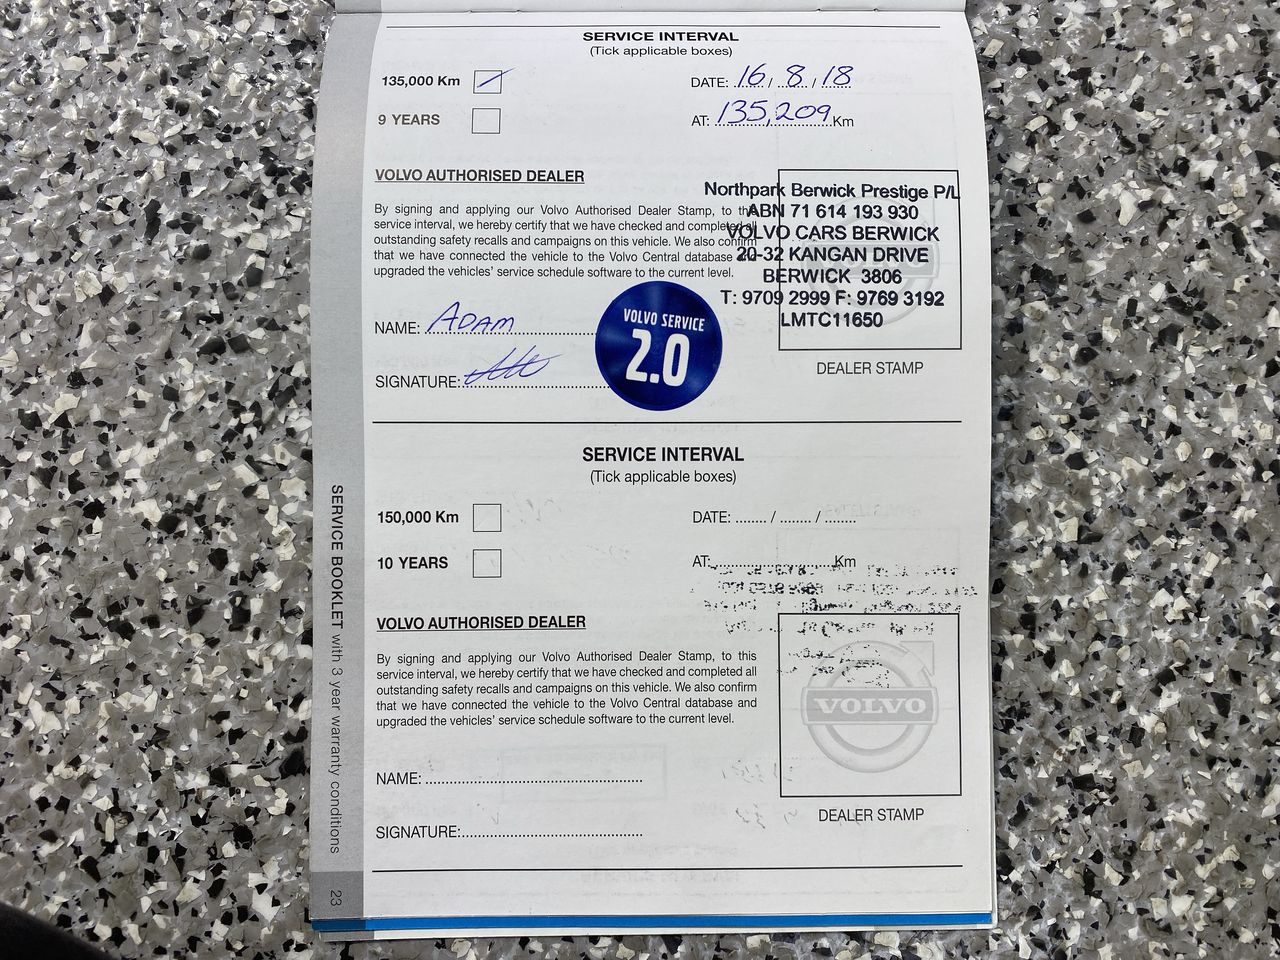 SERVICE INTERVAL
(Tick applicable boxes)
135,000 Km
DATE: 16 / 8 / 18
9 YEARS
AT: 135,209 Km
VOLVO AUTHORISED DEALER
By signing and applying our Volvo Authorised Dealer Stamp, to this
service interval, we hereby certify that we have checked and completed all
outstanding safety recalls and campaigns on this vehicle. We also confirm
that we have connected the vehicle to the Volvo Central database and
upgraded the vehicles' service schedule software to the current level.
Northpark Berwick Prestige P/L
ABN 71 614 193 930
VOLVO CARS BERWICK
20-32 KANGAN DRIVE
BERWICK 3806
T: 9709 2999 F: 9769 3192
LMTC11650
NAME: ADAM
SIGNATURE:
VOLVO SERVICE
2.0
DEALER STAMP
SERVICE INTERVAL
(Tick applicable boxes)
150,000 Km
DATE: ........ / ........ / ........
10 YEARS
AT: Km
VOLVO AUTHORISED DEALER
By signing and applying our Volvo Authorised Dealer Stamp, to this
service interval, we hereby certify that we have checked and completed all
outstanding safety recalls and campaigns on this vehicle. We also confirm
that we have connected the vehicle to the Volvo Central database and
upgraded the vehicles' service schedule software to the current level.
VOLVO
NAME:
SIGNATURE:
DEALER STAMP
SERVICE BOOKLET with 3 year warranty conditions
23